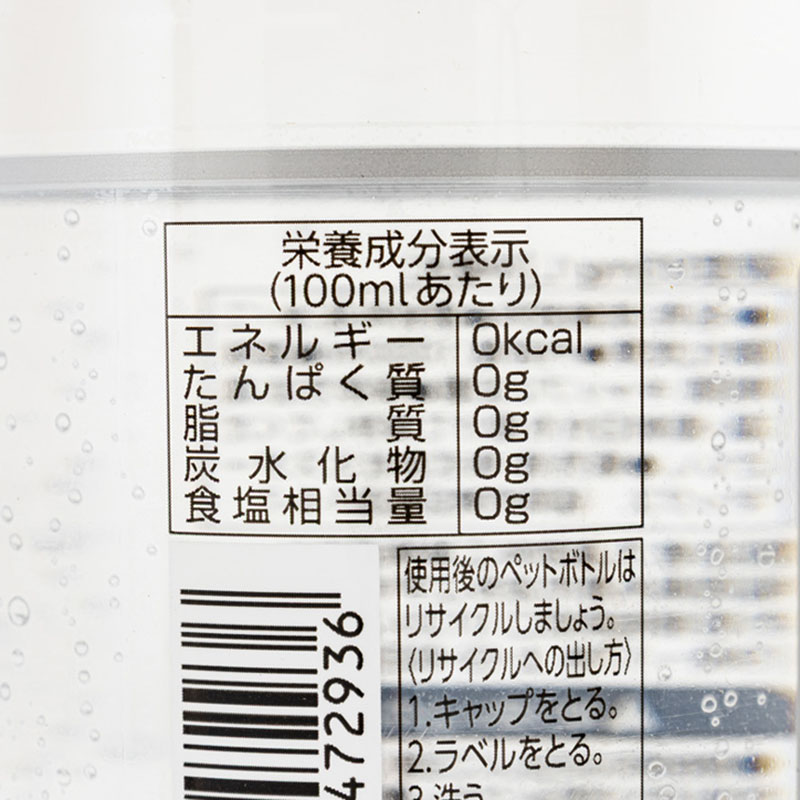 栄養成分表示
(100mlあたり)
エネルギー 0kcal
たんぱく質 0g
脂質 0g
炭水化物 0g
食塩相当量 0g
使用後のペットボトルは
リサイクルしましょう。
〈リサイクルへの出し方〉
1.キャップをとる。
2.ラベルをとる。
3.洗う
472936